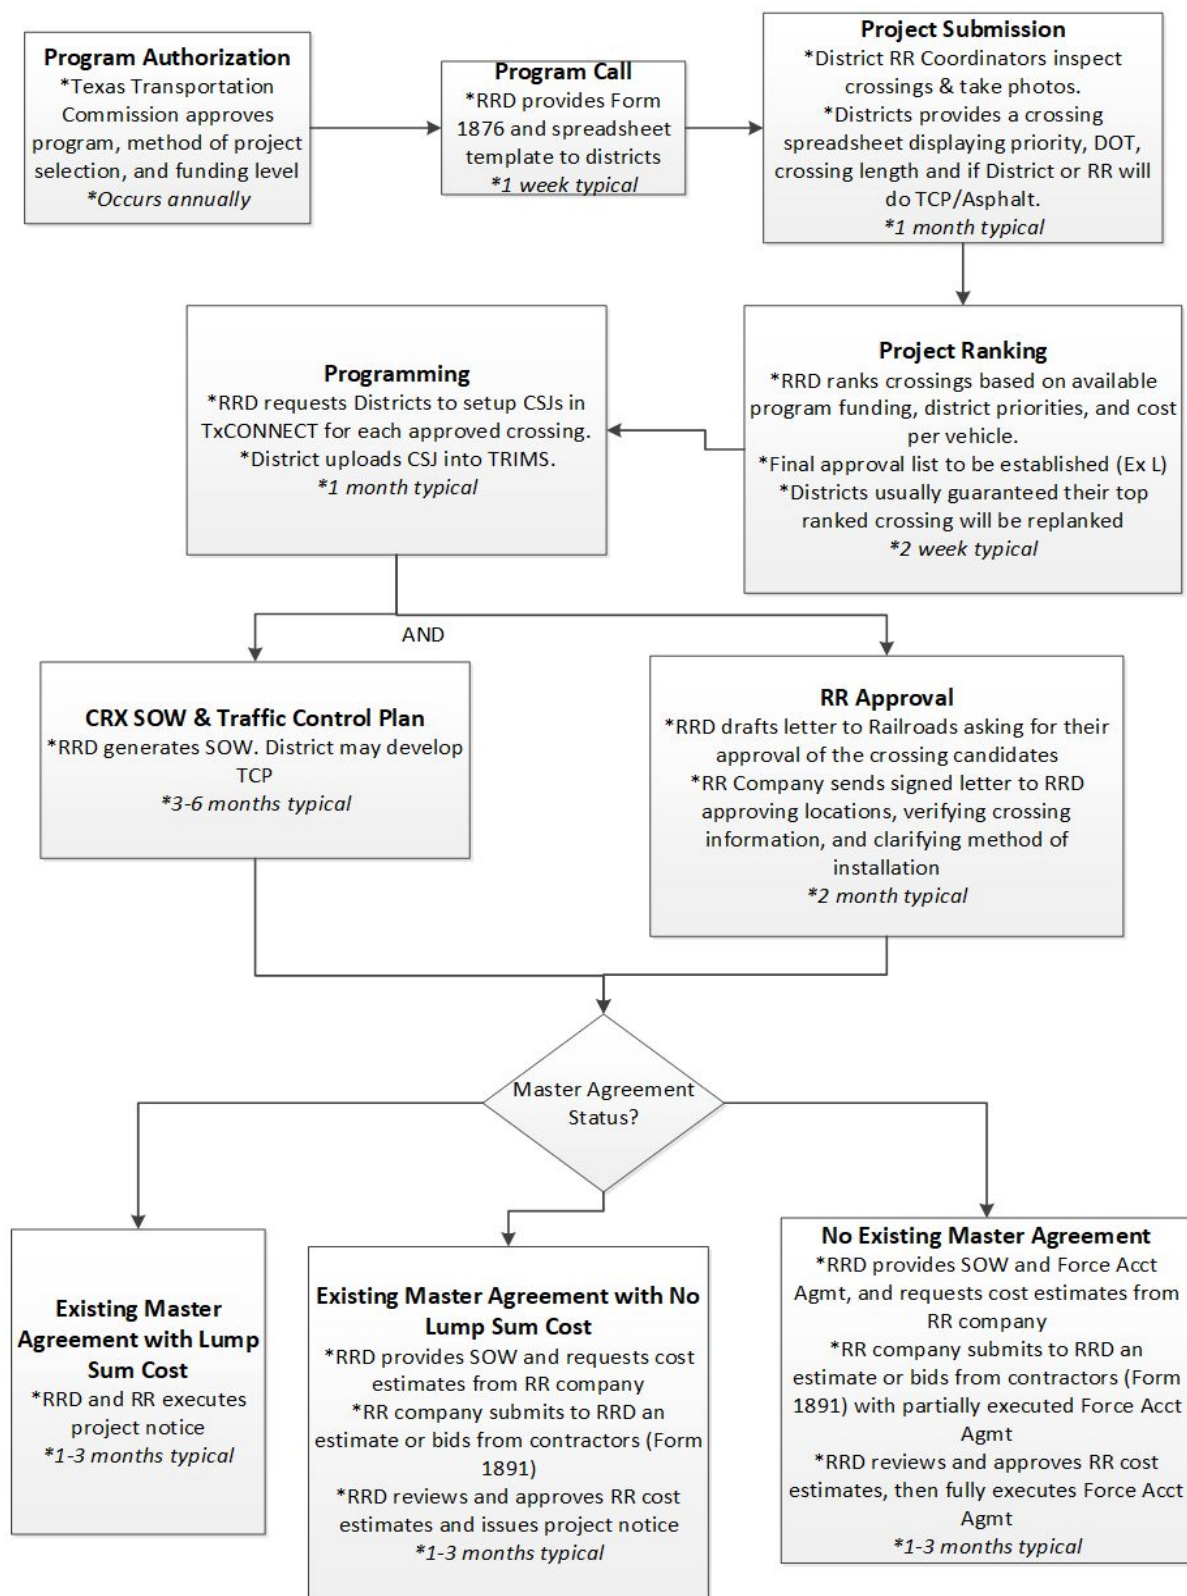 Program Authorization
*Texas Transportation
Commission approves
program, method of project
selection, and funding level
*Occurs annually
Program Call
*RRD provides Form
1876 and spreadsheet
template to districts
*1 week typical
Project Submission
*District RR Coordinators inspect
crossings & take photos.
*Districts provides a crossing
spreadsheet displaying priority, DOT,
crossing length and if District or RR will
do TCP/Asphalt.
*1 month typical
Project Ranking
*RRD ranks crossings based on available
program funding, district priorities, and cost
per vehicle.
*Final approval list to be established (Ex L)
*Districts usually guaranteed their top
ranked crossing will be replanked
*2 week typical
Programming
*RRD requests Districts to setup CSJs in
TxCONNECT for each approved crossing.
*District uploads CSJ into TRIMS.
*1 month typical
AND
CRX SOW & Traffic Control Plan
*RRD generates SOW. District may develop
TCP
*3-6 months typical
RR Approval
*RRD drafts letter to Railroads asking for their
approval of the crossing candidates
*RR Company sends signed letter to RRD
approving locations, verifying crossing
information, and clarifying method of
installation
*2 month typical
Master Agreement
Status?
Existing Master
Agreement with Lump
Sum Cost
*RRD and RR executes
project notice
*1-3 months typical
Existing Master Agreement with No
Lump Sum Cost
*RRD provides SOW and requests cost
estimates from RR company
*RR company submits to RRD an
estimate or bids from contractors (Form
1891)
*RRD reviews and approves RR cost
estimates and issues project notice
*1-3 months typical
No Existing Master Agreement
*RRD provides SOW and Force Acct
Agmt, and requests cost estimates from
RR company
*RR company submits to RRD an
estimate or bids from contractors (Form
1891) with partially executed Force Acct
Agmt
*RRD reviews and approves RR cost
estimates, then fully executes Force Acct
Agmt
*1-3 months typical